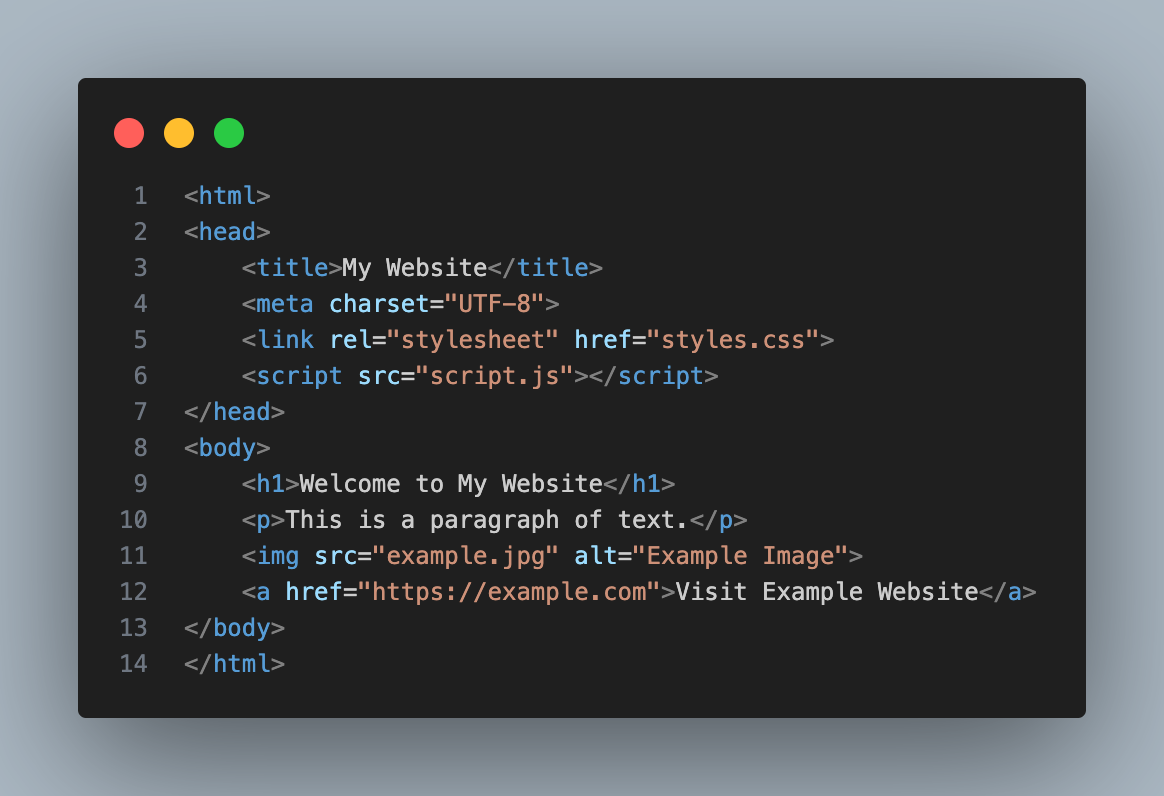 1 <html>
2 <head>
3     <title>My Website</title>
4     <meta charset="UTF-8">
5     <link rel="stylesheet" href="styles.css">
6     <script src="script.js"></script>
7 </head>
8 <body>
9     <h1>Welcome to My Website</h1>
10     <p>This is a paragraph of text.</p>
11     <img src="example.jpg" alt="Example Image">
12     <a href="https://example.com">Visit Example Website</a>
13 </body>
14 </html>